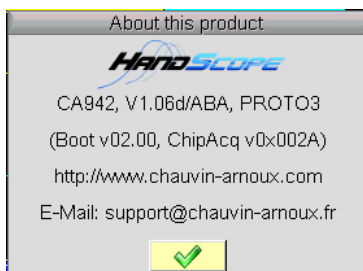 About this product
HANDSCOPE
CA942, V1.06d/ABA, PROTO3
(Boot v02.00, ChipAcq v0x002A)
http://www.chauvin-arnoux.com
E-Mail: support@chauvin-arnoux.fr